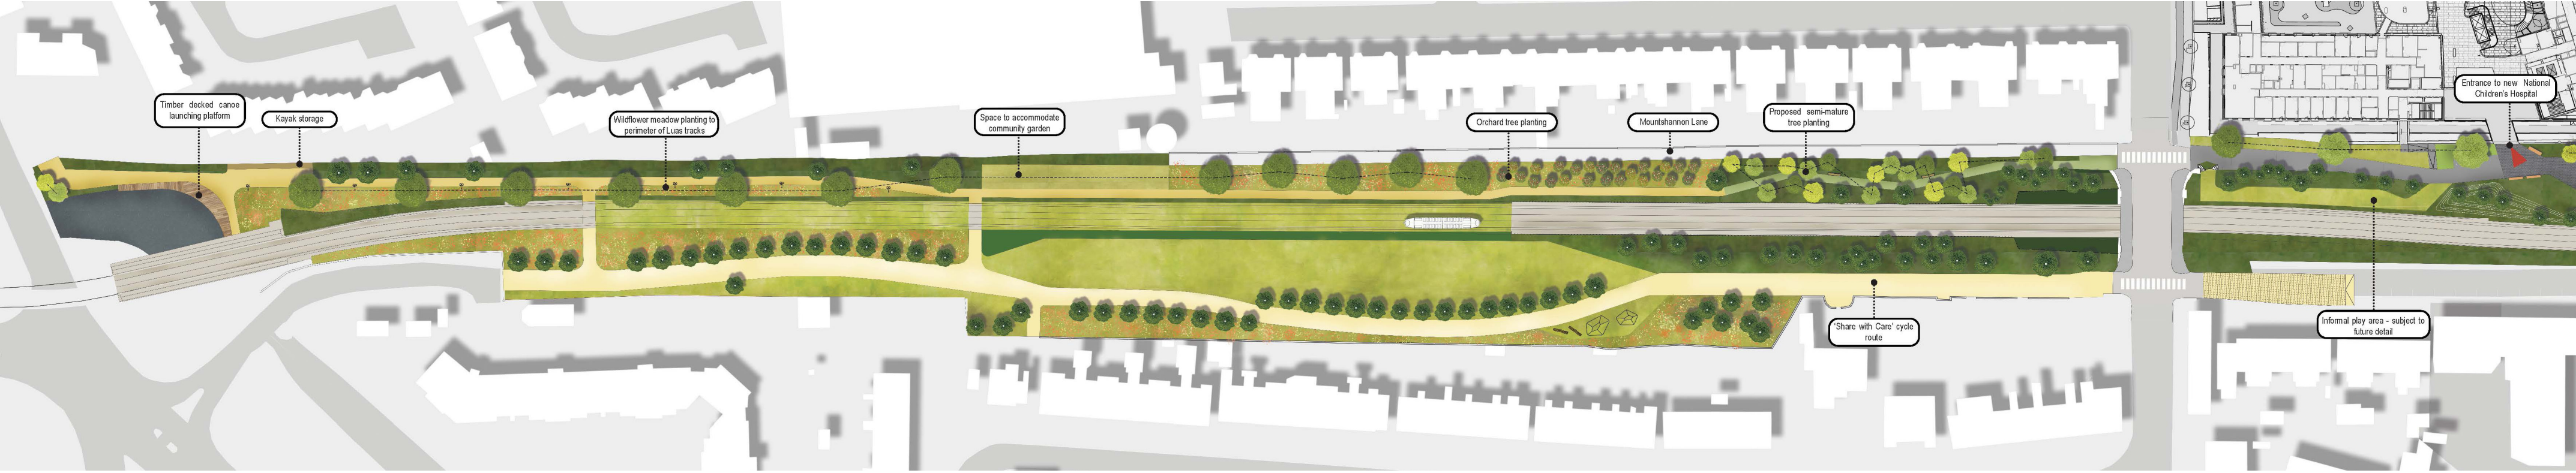 Timber decked canoe
launching platform
Kayak storage
Wildflower meadow planting to
perimeter of Luas tracks
Space to accommodate
community garden
Orchard tree planting
Mountshannon Lane
Proposed semi-mature
tree planting
Entrance to new National
Children's Hospital
'Share with Care' cycle
route
Informal play area - subject to
future detail